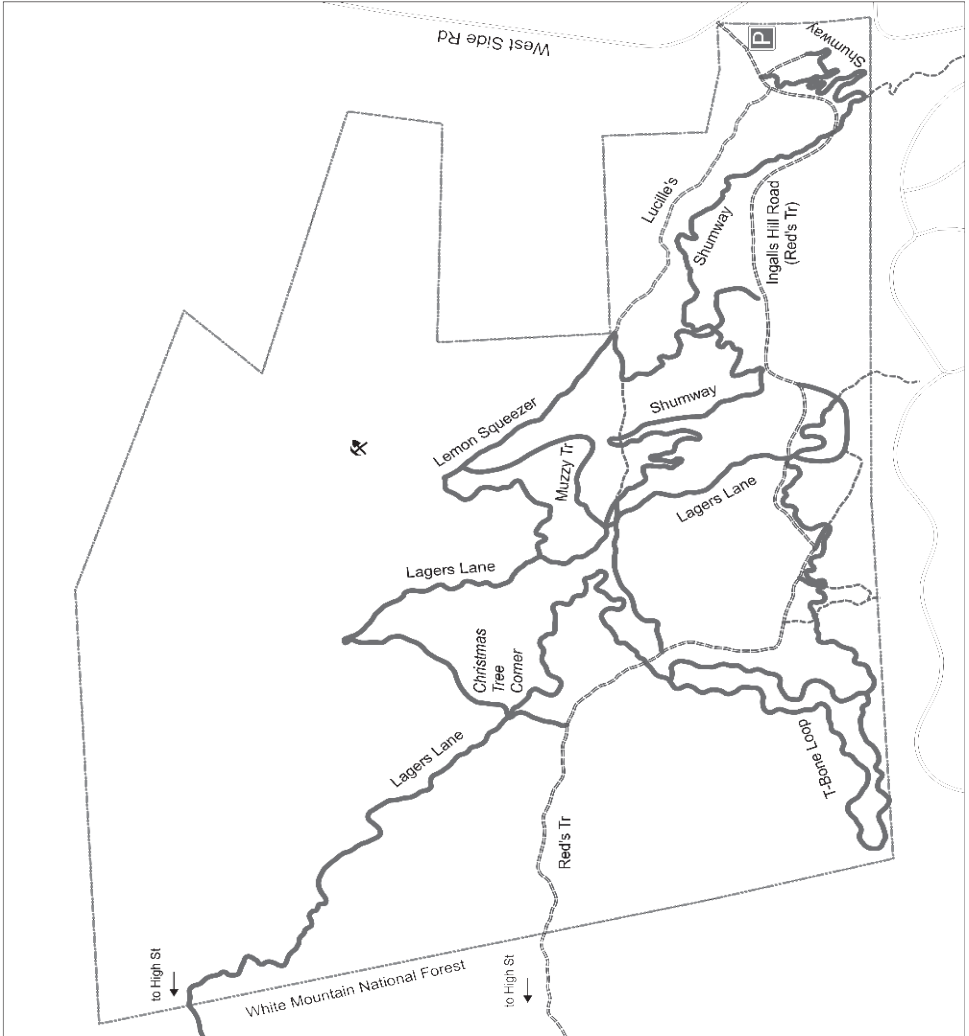 West Side Rd
P
Shumway
Lucille's
Shumway
Ingalls Hill Road
(Red's Tr)
Lemon Squeezer
Shumway
Muzzy Tr
Lagers Lane
Lagers Lane
Christmas
Tree
Corner
Lagers Lane
T-Bone Loop
Red's Tr
to High St
to High St
White Mountain National Forest